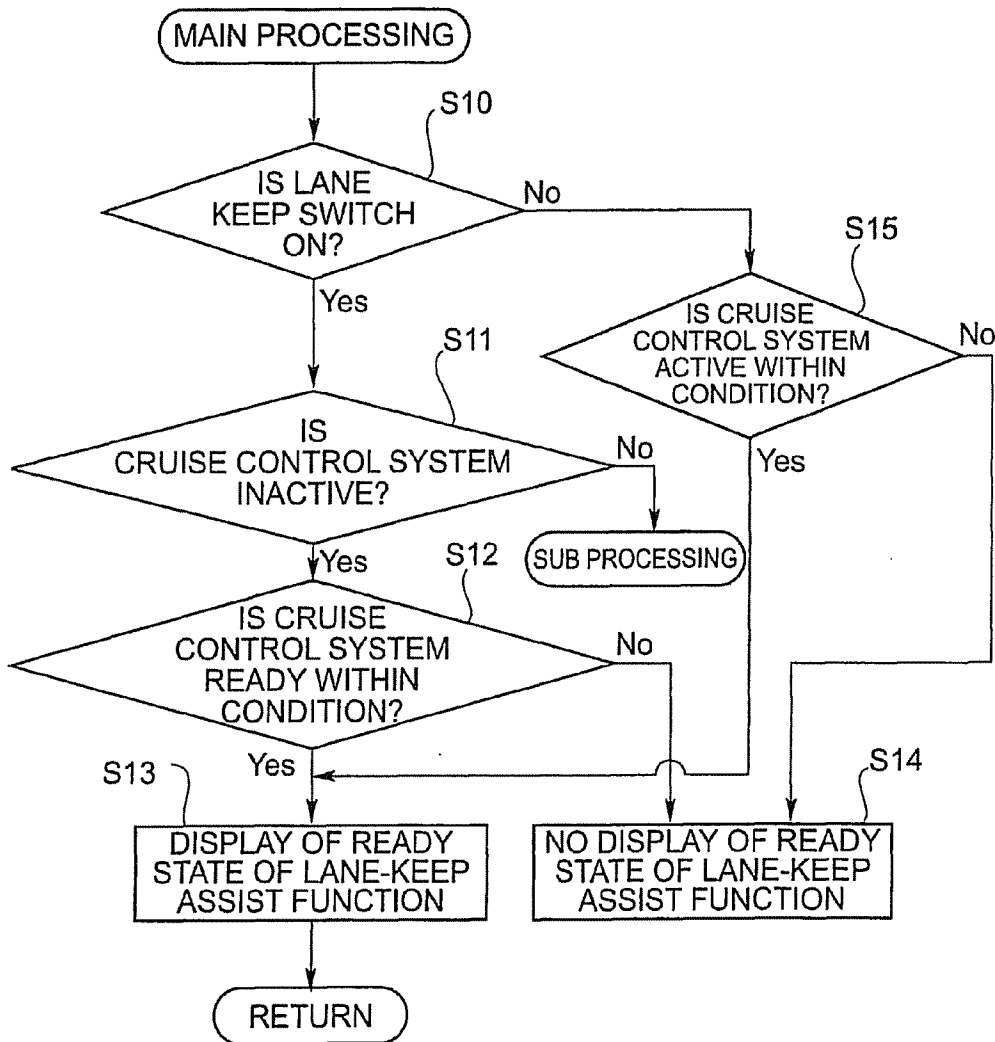 MAIN PROCESSING
S10
IS LANE
KEEP SWITCH
ON?
No
Yes
S15
IS CRUISE
CONTROL SYSTEM
ACTIVE WITHIN
CONDITION?
No
Yes
S11
IS
CRUISE CONTROL SYSTEM
INACTIVE?
No
Yes
SUB PROCESSING
S12
IS CRUISE
CONTROL SYSTEM
READY WITHIN
CONDITION?
No
Yes
S13
DISPLAY OF READY
STATE OF LANE-KEEP
ASSIST FUNCTION
S14
NO DISPLAY OF READY
STATE OF LANE-KEEP
ASSIST FUNCTION
RETURN